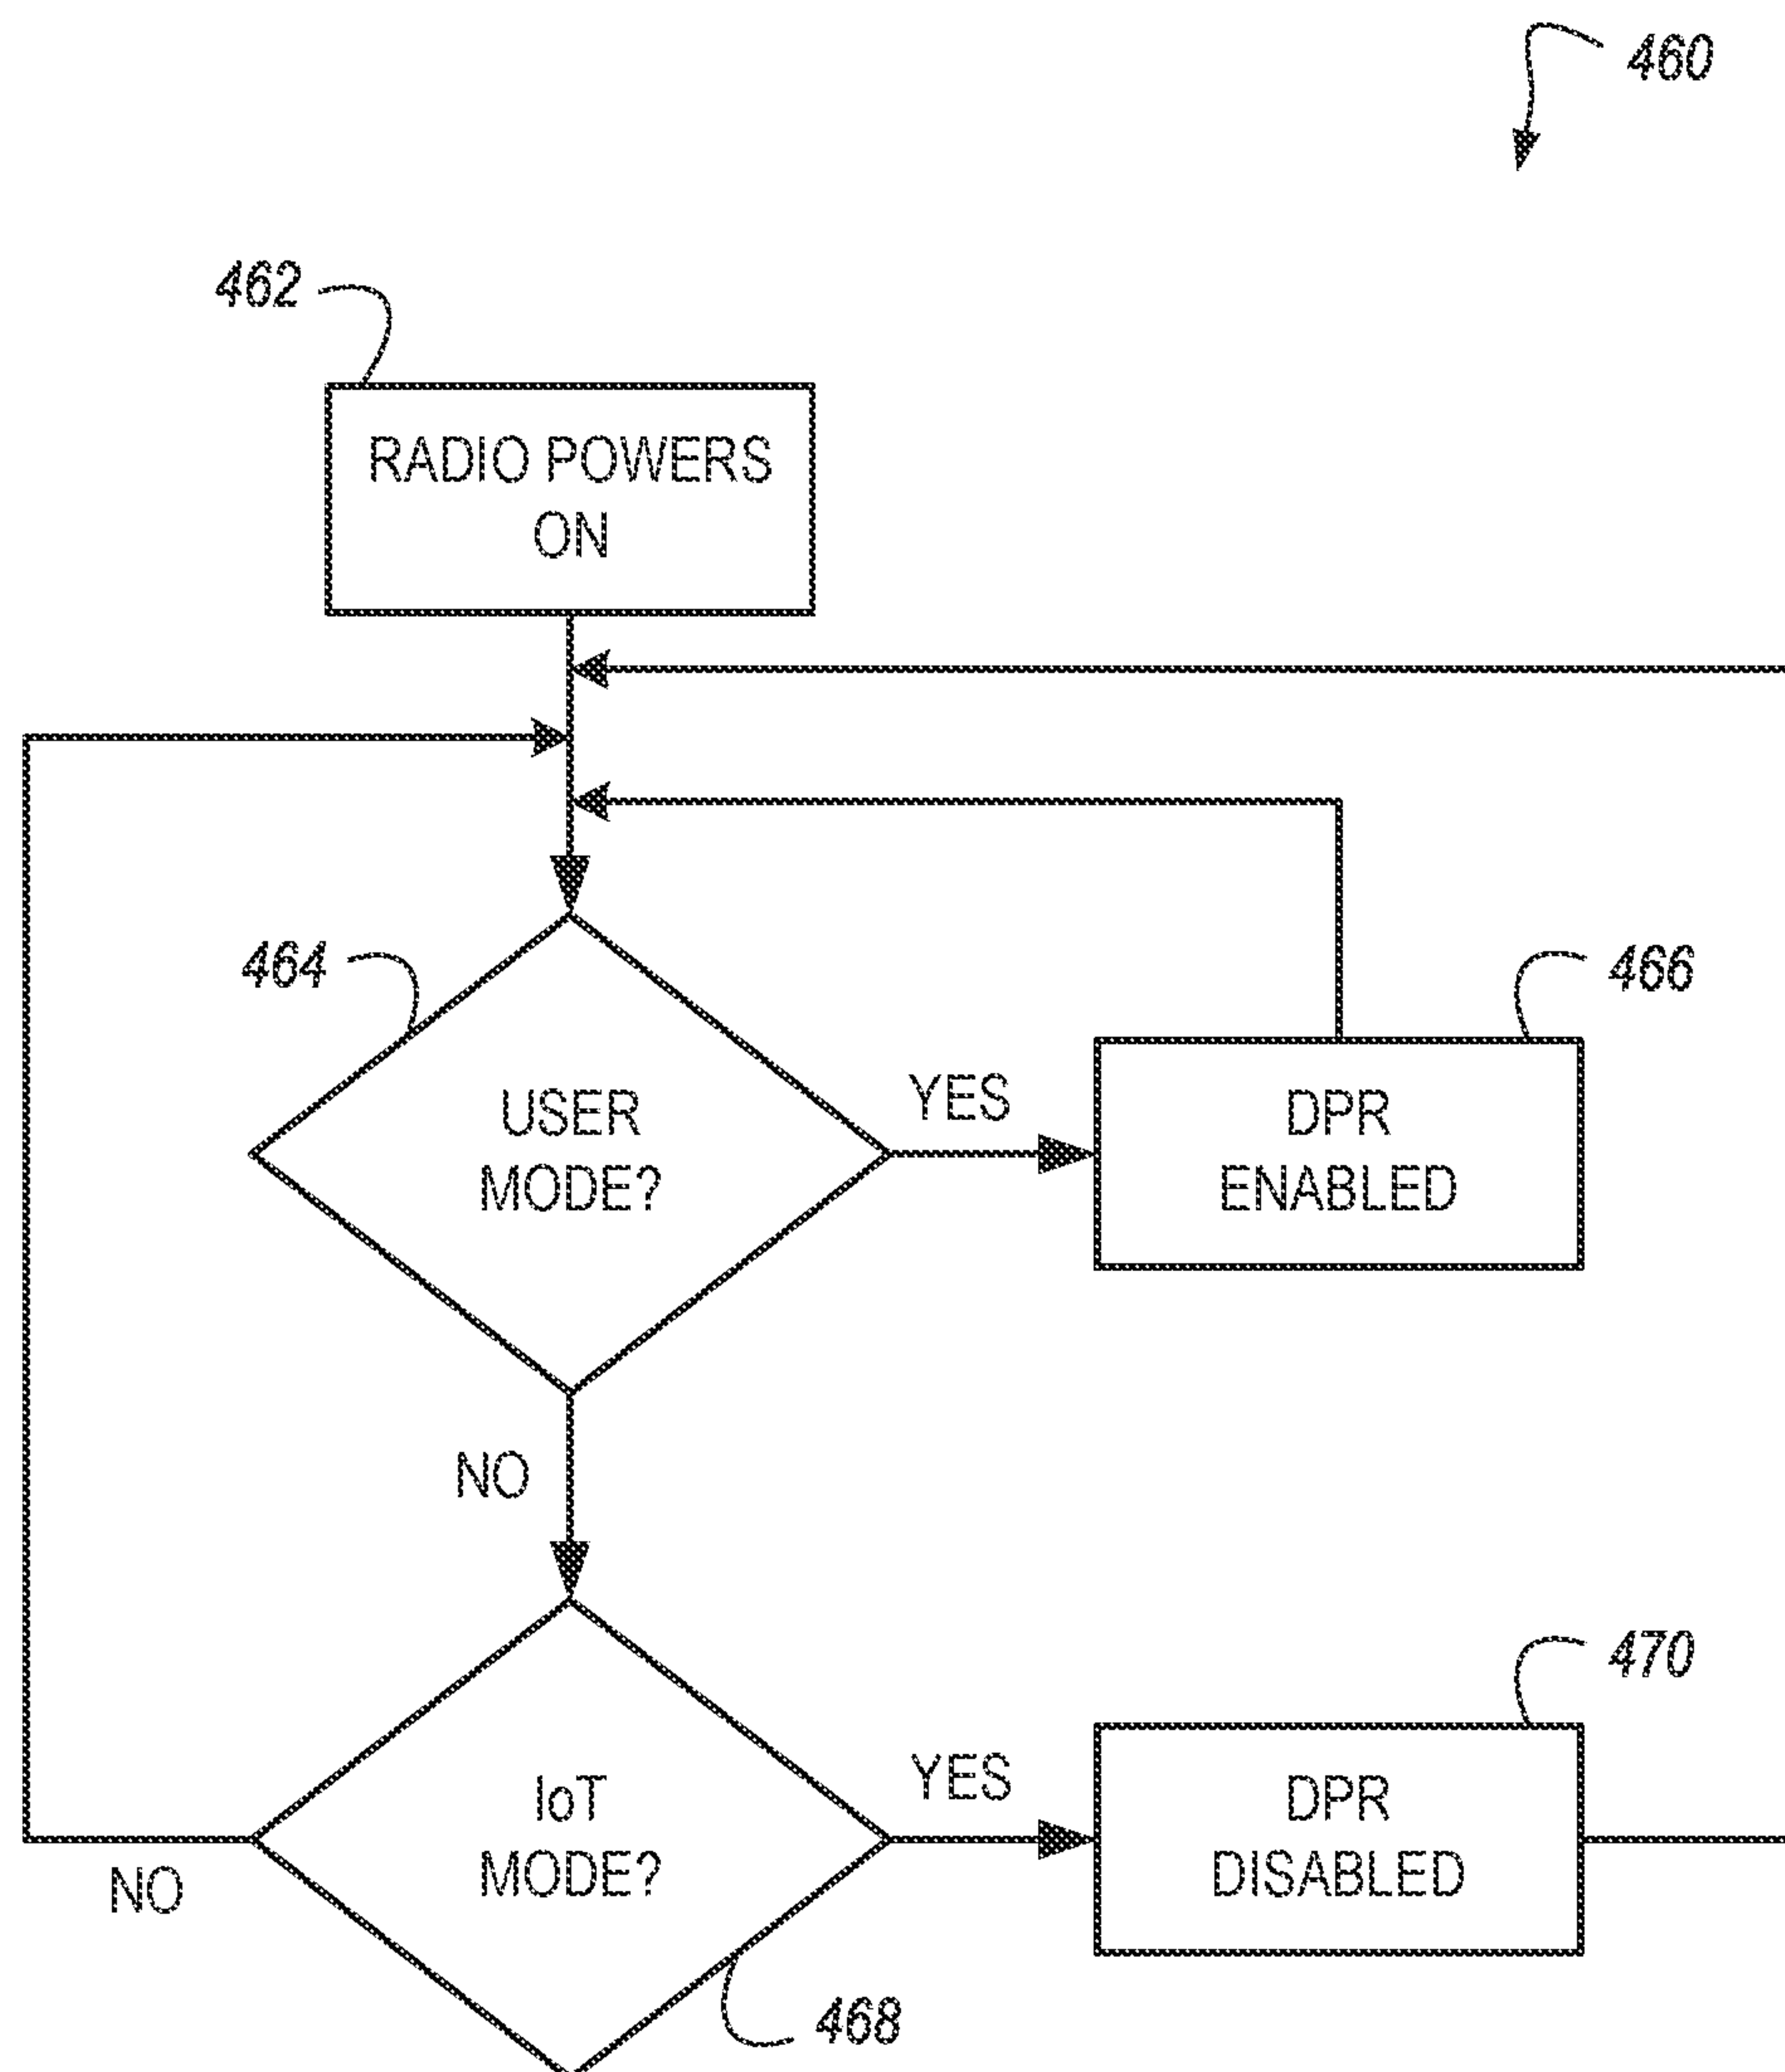 460
462
RADIO POWERS
ON
464
USER
MODE?
YES
466
DPR
ENABLED
NO
468
IoT
MODE?
YES
NO
470
DPR
DISABLED